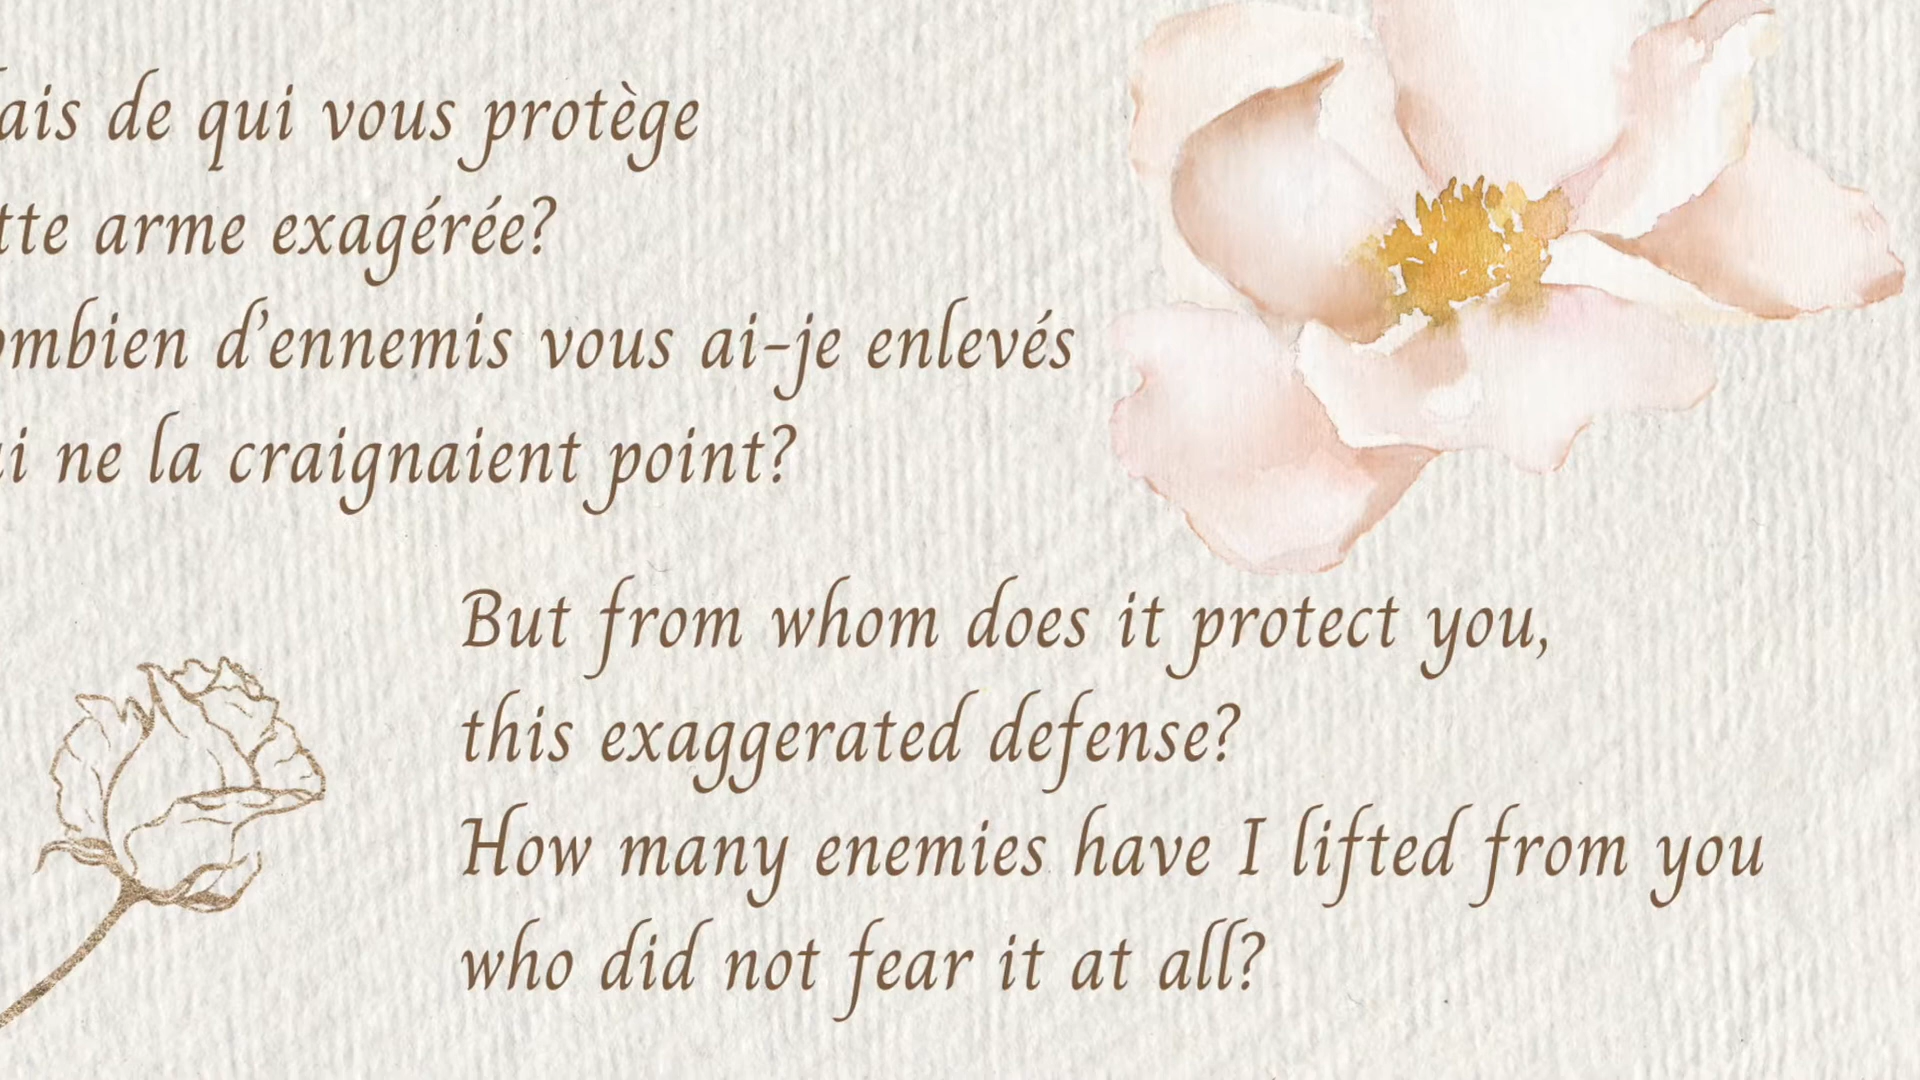 ais de qui vous protège
tte arme exagérée?
ombien d'ennemis vous ai-je enlevés
i ne la craignaient point?
But from whom does it protect you,
this exaggerated defense?
How many enemies have I lifted from you
who did not fear it at all?